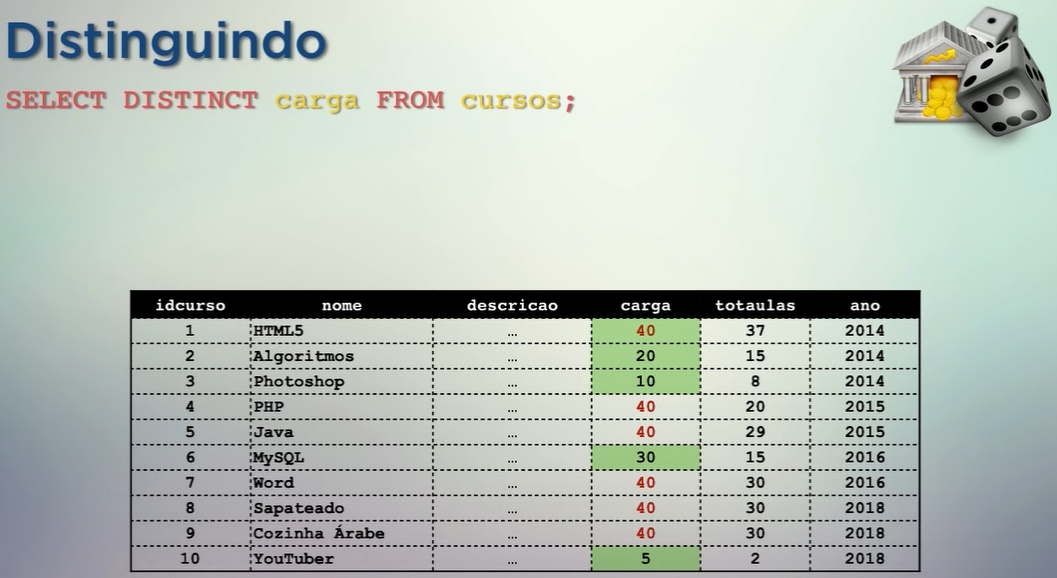 Distinguindo
SELECT DISTINCT carga FROM cursos;
idcurso nome descricao carga totaulas ano
1 HTML5 … 40 37 2014
2 Algoritmos … 20 15 2014
3 Photoshop … 10 8 2014
4 PHP … 40 20 2015
5 Java … 40 29 2015
6 MySQL … 30 15 2016
7 Word … 40 30 2016
8 Sapateado … 40 30 2018
9 Cozinha Árabe … 40 30 2018
10 YouTuber … 5 2 2018